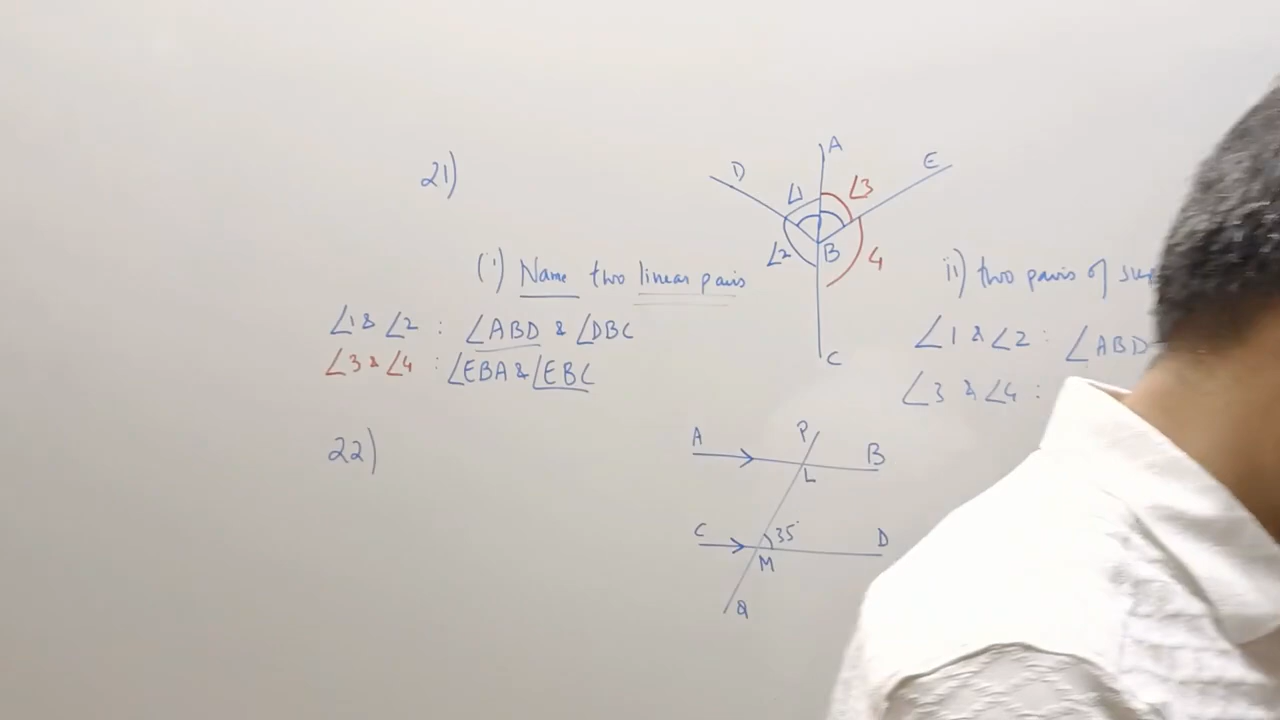 21)
D
A
E
∠1
∠3
∠2
B
4
C
(i) Name two linear pairs
∠1 & ∠2 : ∠ABD & ∠DBC
∠3 & ∠4 : ∠EBA & ∠EBC
ii) two pairs of
∠1 & ∠2 : ∠ABD
∠3 & ∠4 :
22)
A
P
B
L
C
35°
D
M
Q